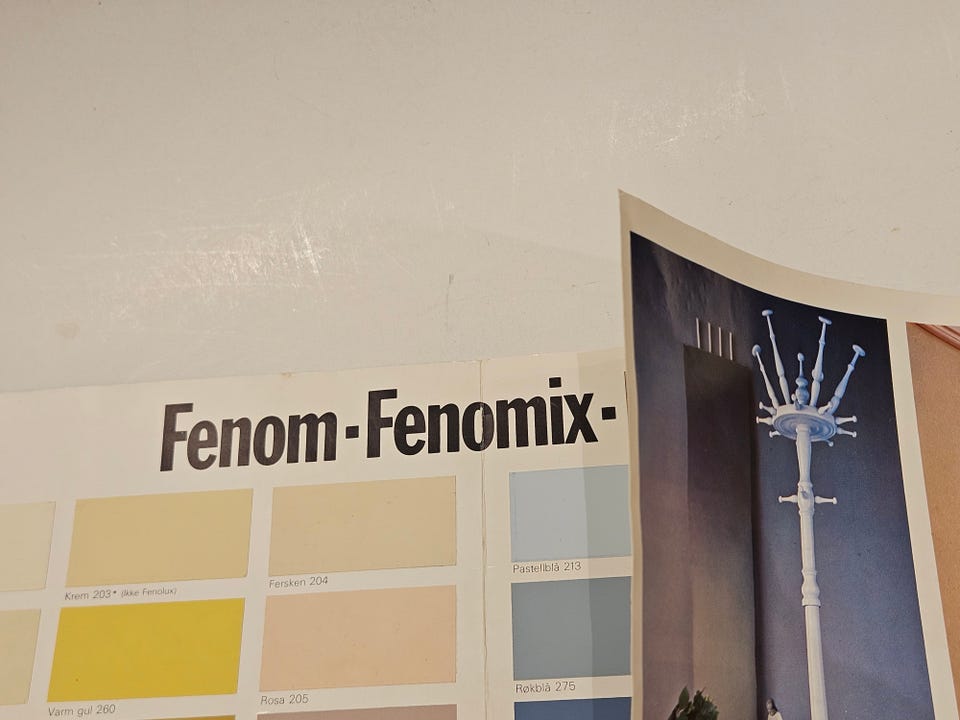 Fenom-Fenomix-
Krem 203* (Ikke Fenolux)
Fersken 204
Pastellblå 213
Varm gul 260
Rosa 205
Røkblå 275